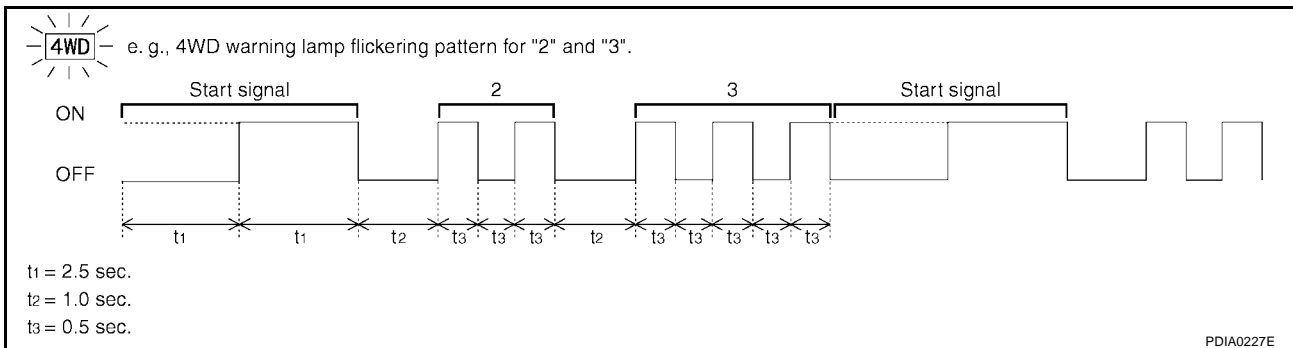 4WD e. g., 4WD warning lamp flickering pattern for "2" and "3".
Start signal 2 3 Start signal
ON
OFF
t1 t1 t2 t3 t3 t3 t2 t3 t3 t3 t3 t3
t1 = 2.5 sec.
t2 = 1.0 sec.
t3 = 0.5 sec.
PDIA0227E